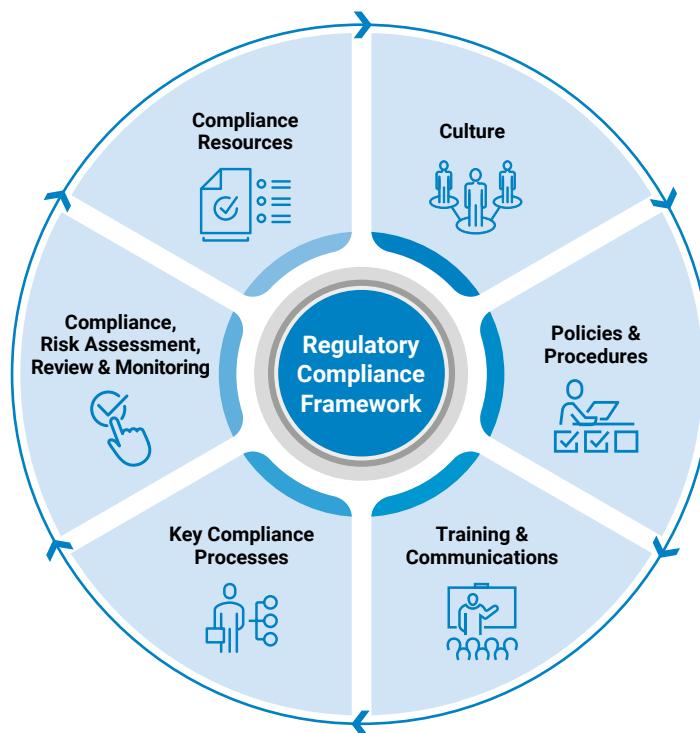 Compliance
Resources
Culture
Compliance,
Risk Assessment,
Review & Monitoring
Regulatory
Compliance
Framework
Policies &
Procedures
Key Compliance
Processes
Training &
Communications